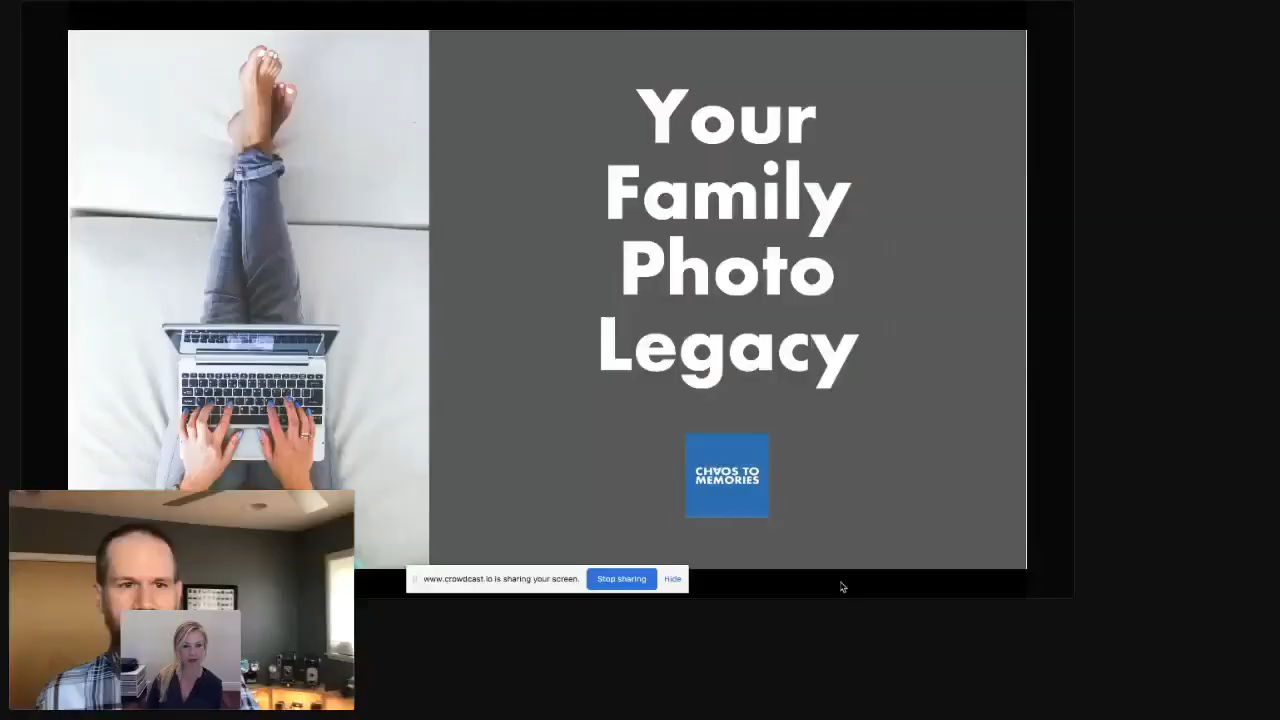 Your
Family
Photo
Legacy
CHAOS TO
MEMORIES
www.crowdcast.io is sharing your screen.
Stop sharing
Hide